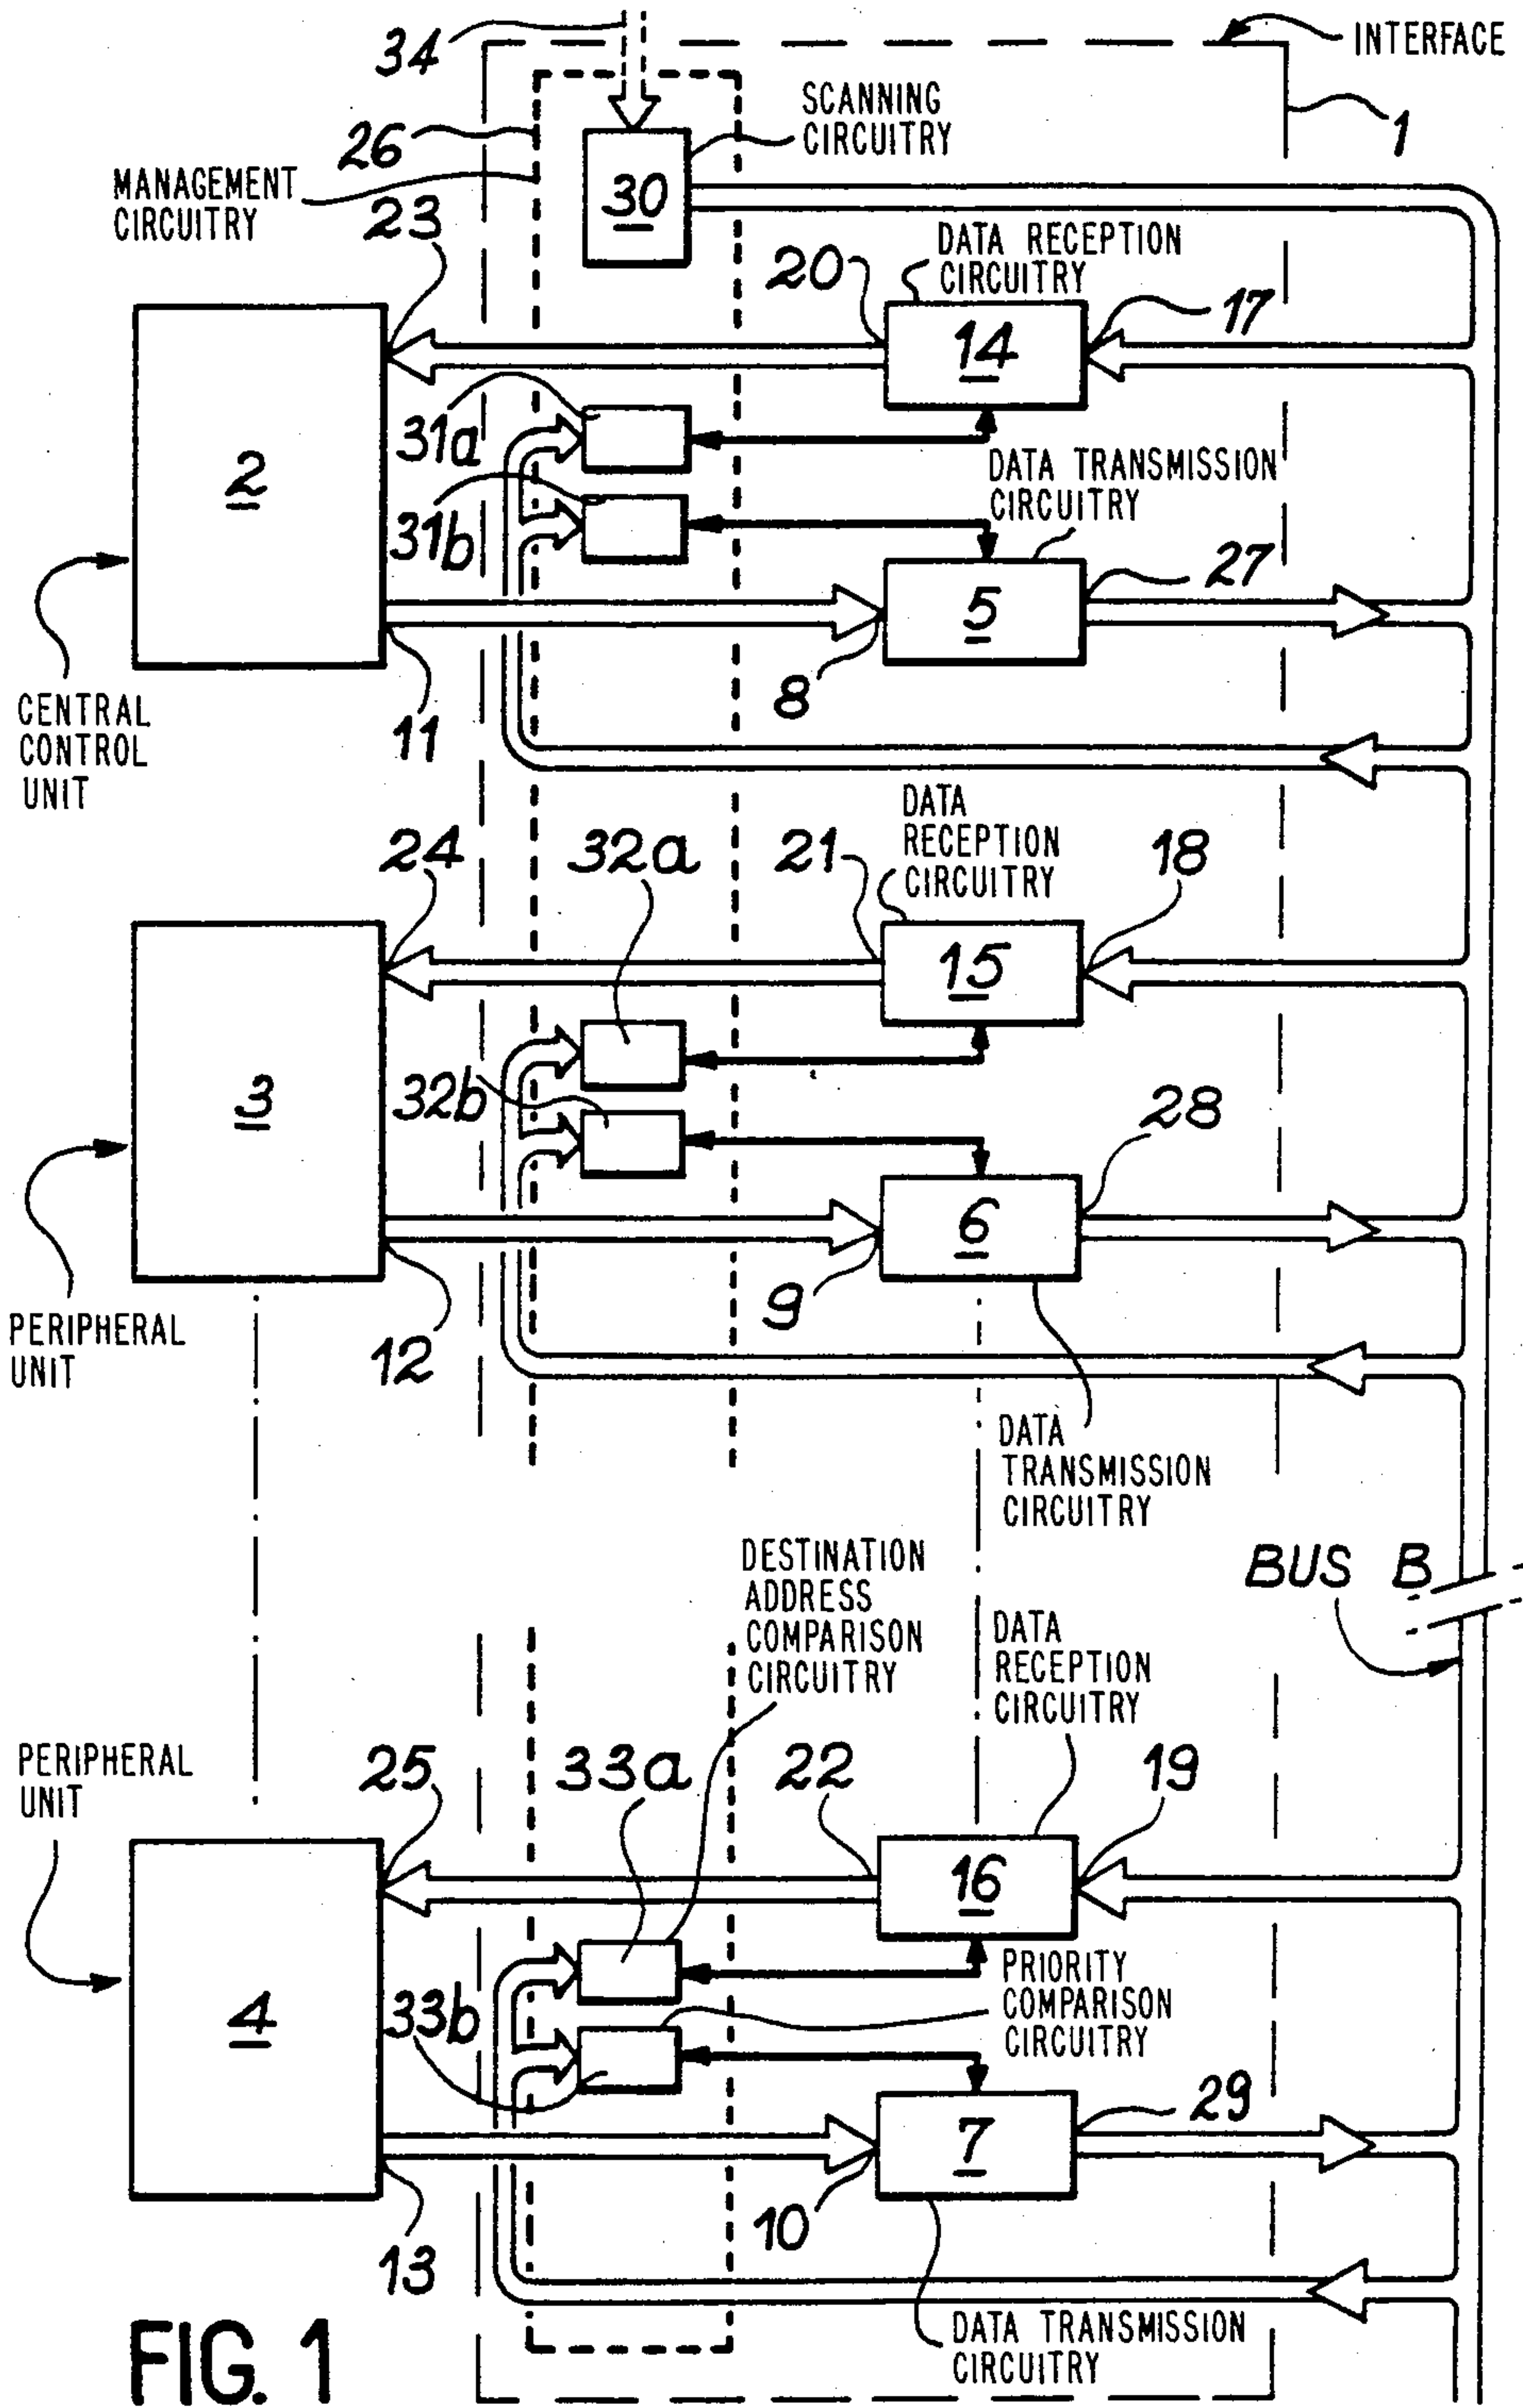 34
INTERFACE
SCANNING
CIRCUITRY
1
26
MANAGEMENT
CIRCUITRY
30
23
20
DATA RECEPTION
CIRCUITRY
17
14
2
31a
DATA TRANSMISSION
CIRCUITRY
31b
27
5
8
11
CENTRAL
CONTROL
UNIT
DATA
RECEPTION
CIRCUITRY
24
32a
21
18
15
3
32b
28
6
9
12
PERIPHERAL
UNIT
DATA
TRANSMISSION
CIRCUITRY
DESTINATION
ADDRESS
COMPARISON
CIRCUITRY
BUS B
DATA
RECEPTION
CIRCUITRY
PERIPHERAL
UNIT
25
33a
22
19
16
PRIORITY
COMPARISON
CIRCUITRY
4
33b
29
7
10
13
DATA TRANSMISSION
CIRCUITRY
FIG. 1